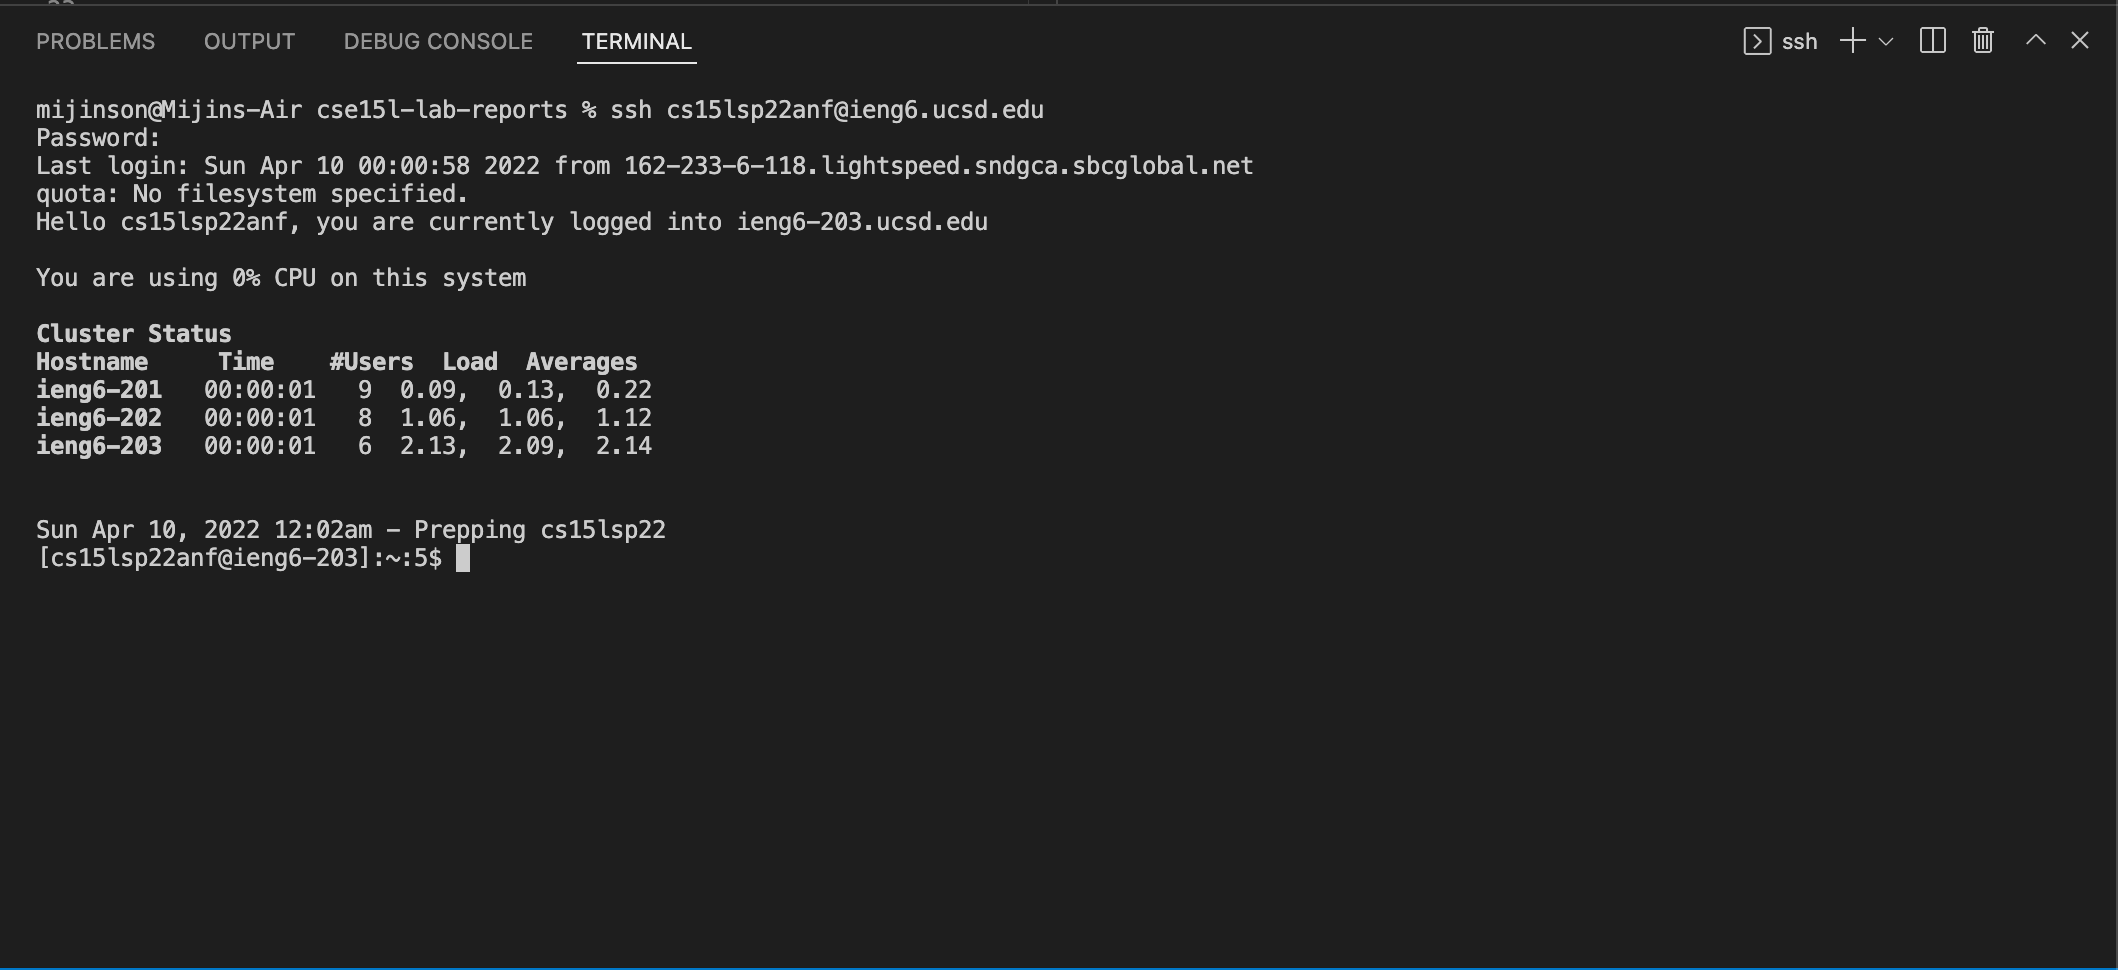 PROBLEMS OUTPUT DEBUG CONSOLE TERMINAL ssh
mijinson@Mijins-Air cse15l-lab-reports % ssh cs15lsp22anf@ieng6.ucsd.edu
Password:
Last login: Sun Apr 10 00:00:58 2022 from 162-233-6-118.lightspeed.sndgca.sbcglobal.net
quota: No filesystem specified.
Hello cs15lsp22anf, you are currently logged into ieng6-203.ucsd.edu
You are using 0% CPU on this system
Cluster Status
Hostname Time #Users Load Averages
ieng6-201 00:00:01 9 0.09, 0.13, 0.22
ieng6-202 00:00:01 8 1.06, 1.06, 1.12
ieng6-203 00:00:01 6 2.13, 2.09, 2.14
Sun Apr 10, 2022 12:02am - Prepping cs15lsp22
[cs15lsp22anf@ieng6-203]:~:5$